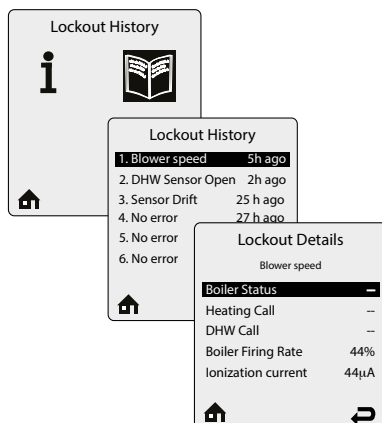 Lockout History
Lockout History
1. Blower speed 5h ago
2. DHW Sensor Open 2h ago
3. Sensor Drift 25 h ago
4. No error 27 h ago
5. No error
6. No error
Lockout Details
Blower speed
Boiler Status –
Heating Call --
DHW Call --
Boiler Firing Rate 44%
Ionization current 44µA